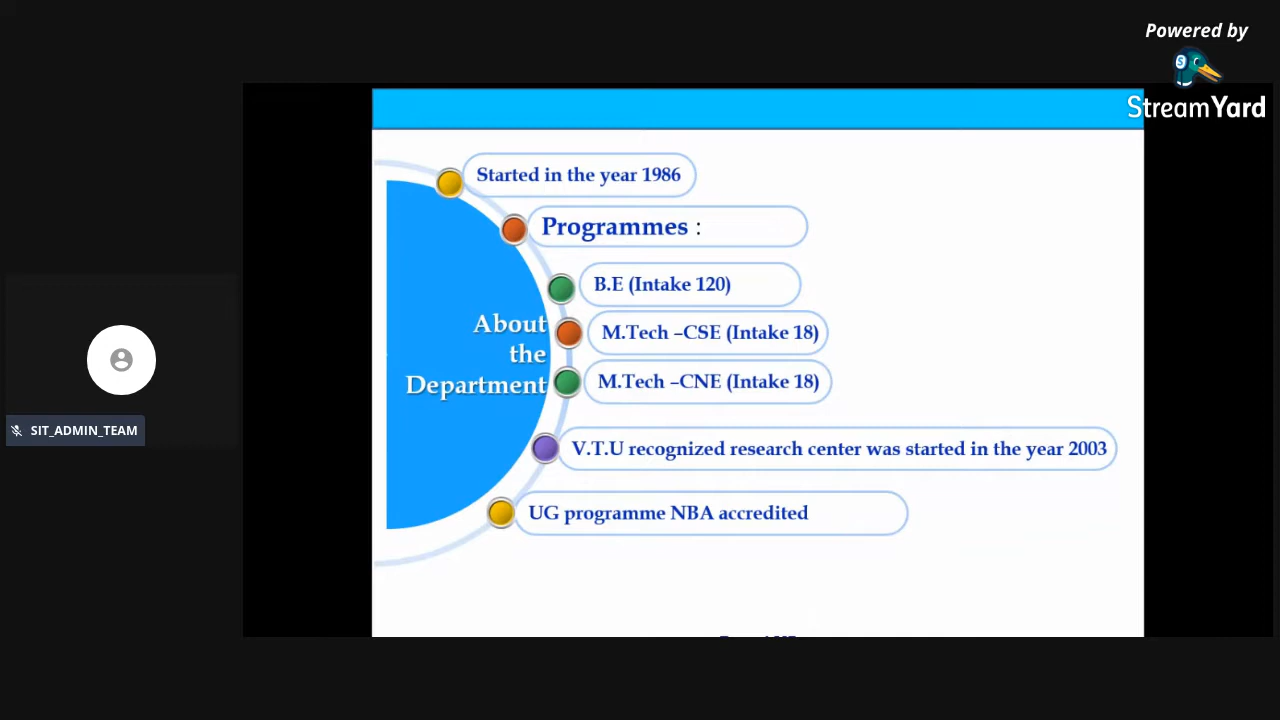 Powered by
StreamYard
Started in the year 1986
Programmes :
B.E (Intake 120)
M.Tech –CSE (Intake 18)
M.Tech –CNE (Intake 18)
About
the
Department
V.T.U recognized research center was started in the year 2003
UG programme NBA accredited
SIT_ADMIN_TEAM